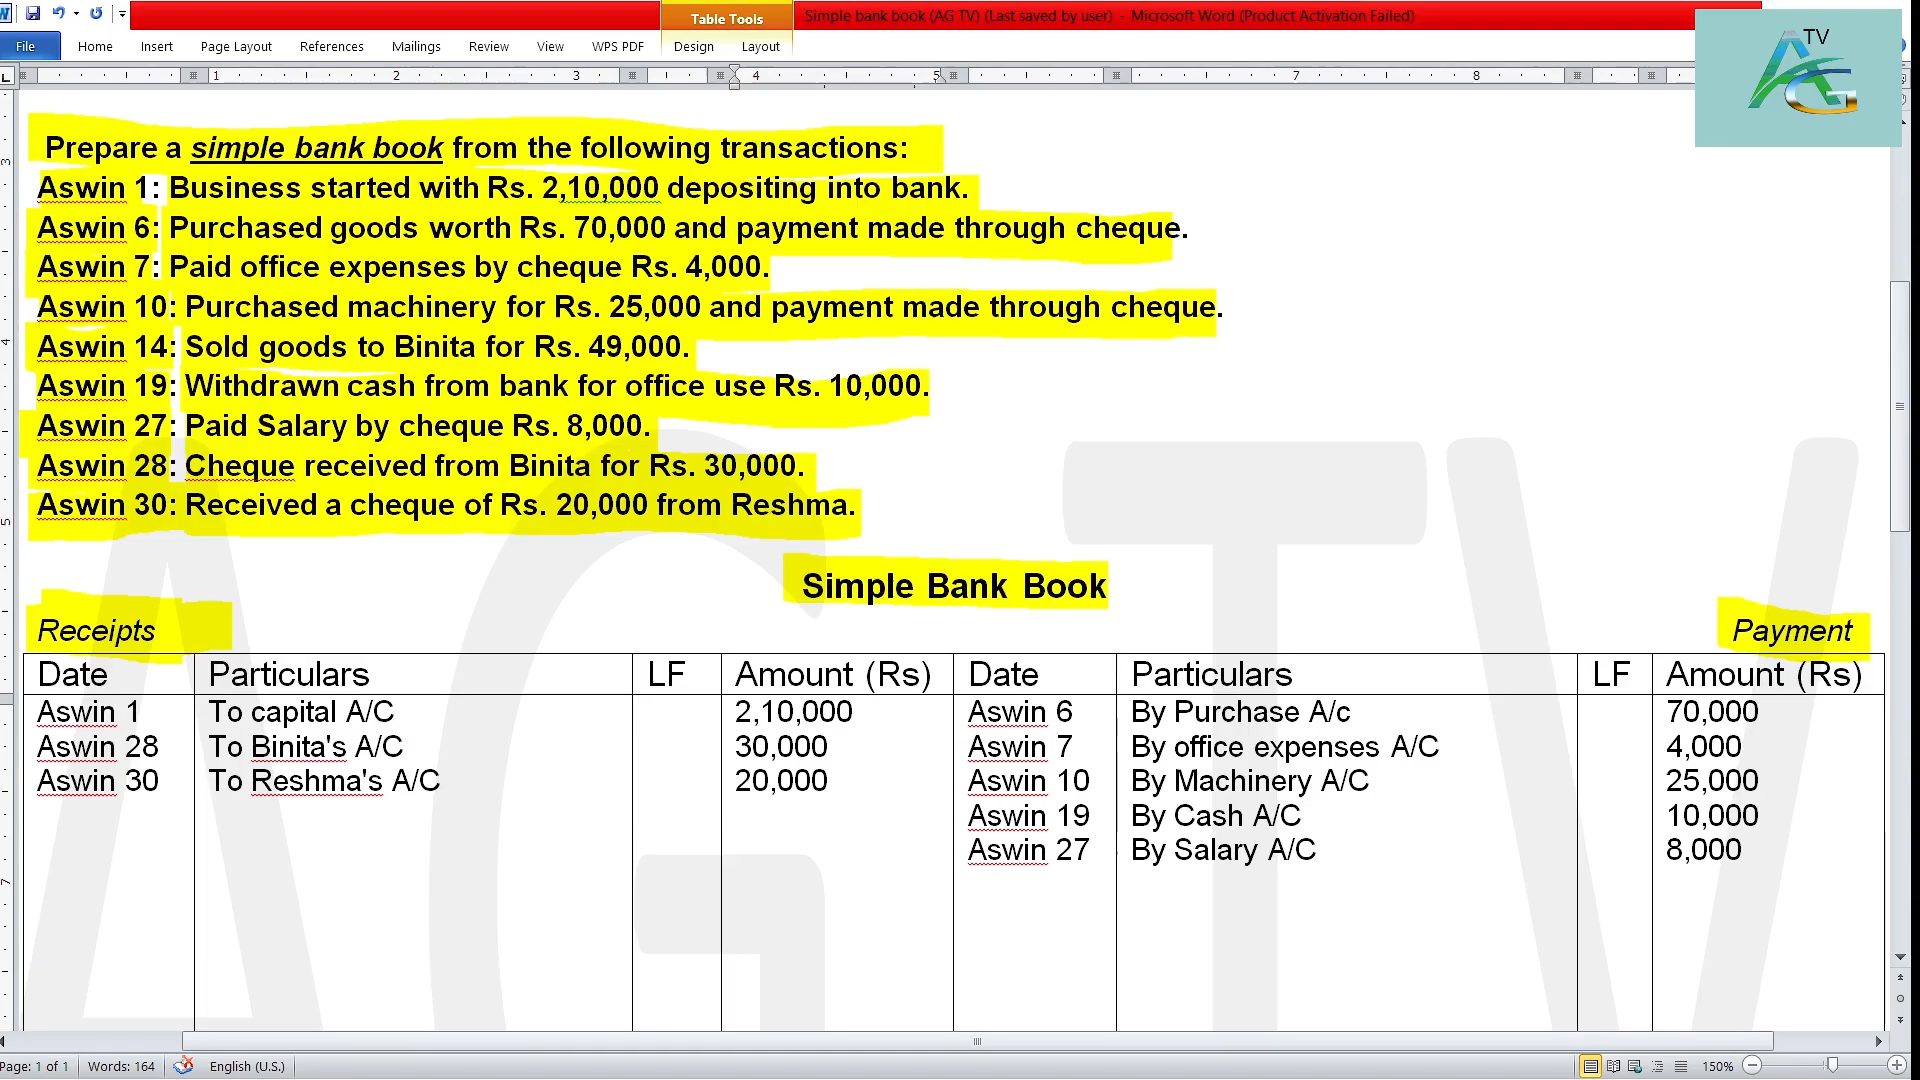 Table Tools
Simple bank book (AG TV) (Last saved by user) - Microsoft Word (Product Activation Failed)
File Home Insert Page Layout References Mailings Review View WPS PDF Design Layout
TV
AG
1 2 3 4 5 7 8
Prepare a simple bank book from the following transactions:
Aswin 1: Business started with Rs. 2,10,000 depositing into bank.
Aswin 6: Purchased goods worth Rs. 70,000 and payment made through cheque.
Aswin 7: Paid office expenses by cheque Rs. 4,000.
Aswin 10: Purchased machinery for Rs. 25,000 and payment made through cheque.
Aswin 14: Sold goods to Binita for Rs. 49,000.
Aswin 19: Withdrawn cash from bank for office use Rs. 10,000.
Aswin 27: Paid Salary by cheque Rs. 8,000.
Aswin 28: Cheque received from Binita for Rs. 30,000.
Aswin 30: Received a cheque of Rs. 20,000 from Reshma.
Simple Bank Book
Receipts Payment
Date Particulars LF Amount (Rs) Date Particulars LF Amount (Rs)
Aswin 1 To capital A/C 2,10,000 Aswin 6 By Purchase A/c 70,000
Aswin 28 To Binita's A/C 30,000 Aswin 7 By office expenses A/C 4,000
Aswin 30 To Reshma's A/C 20,000 Aswin 10 By Machinery A/C 25,000
Aswin 19 By Cash A/C 10,000
Aswin 27 By Salary A/C 8,000
AG TV
Page: 1 of 1 Words: 164 English (U.S.) 150%